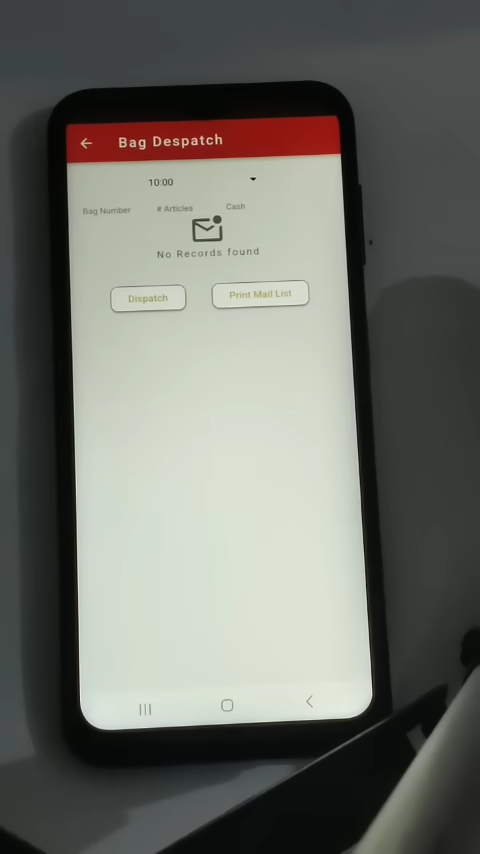 Bag Despatch
10:00
Bag Number # Articles Cash
No Records found
Dispatch Print Mail List